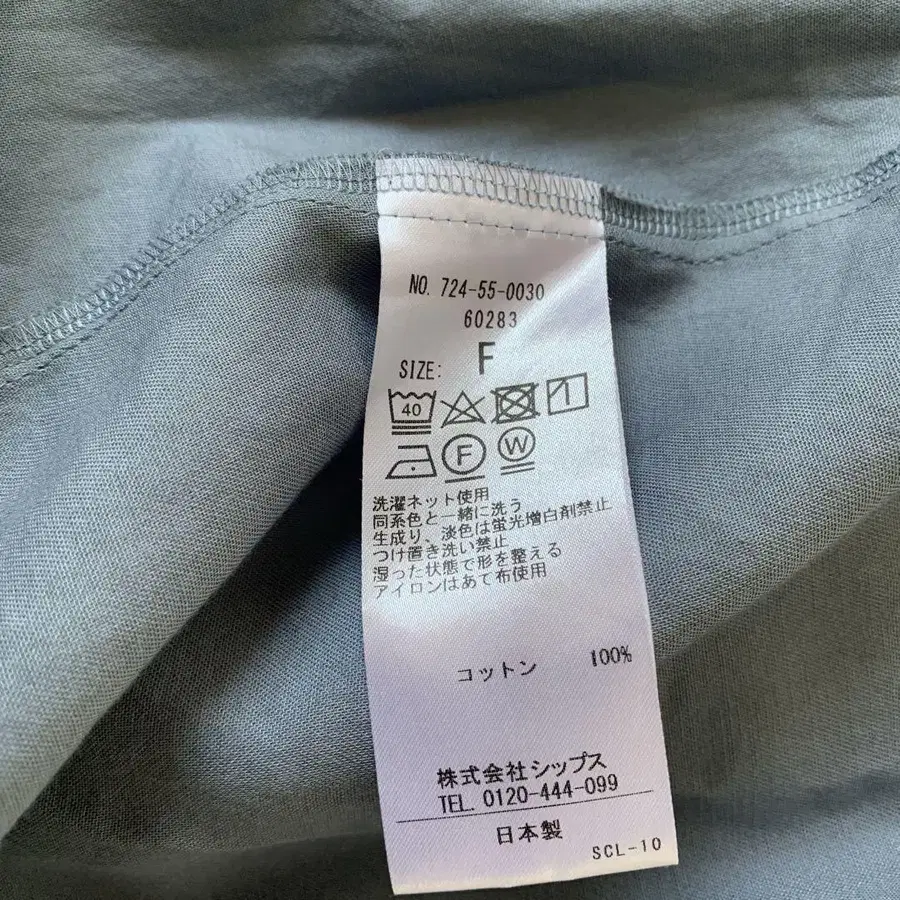 NO. 724-55-0030
60283
SIZE: F
40
F W
洗濯ネット使用
同系色と一緒に洗う
生成り、淡色は蛍光増白剤禁止
つけ置き洗い禁止
湿った状態で形を整える
アイロンはあて布使用
コットン 100%
株式会社シップス
TEL. 0120-444-099
日本製
SCL-10